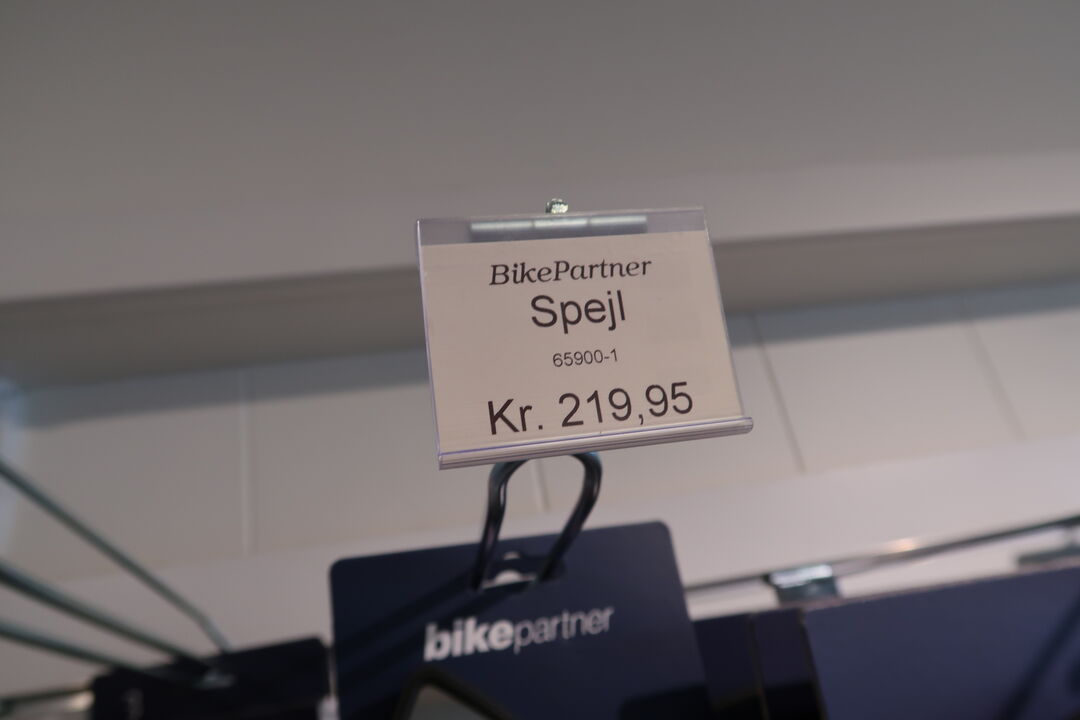 BikePartner
Spejl
65900-1
Kr. 219,95
bikepartner